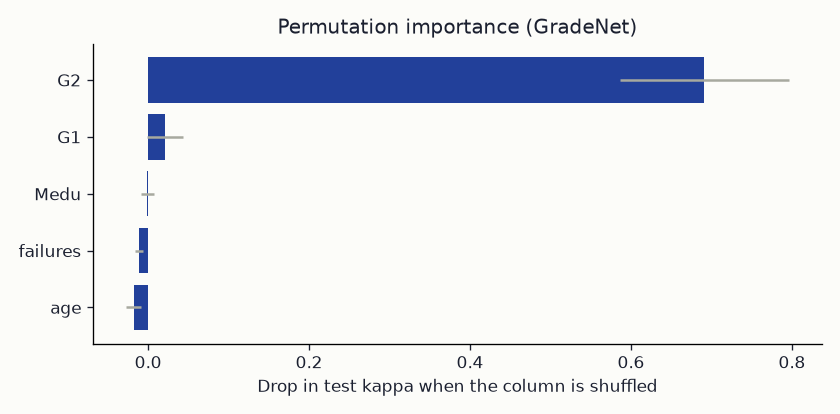 Permutation importance (GradeNet)
G2
G1
Medu
failures
age
0.0 0.2 0.4 0.6 0.8
Drop in test kappa when the column is shuffled